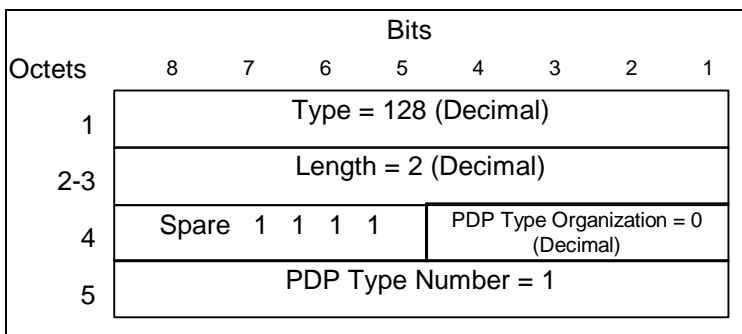 Bits
Octets 8 7 6 5 4 3 2 1
1 Type = 128 (Decimal)
2-3 Length = 2 (Decimal)
4 Spare 1 1 1 1 PDP Type Organization = 0
(Decimal)
5 PDP Type Number = 1